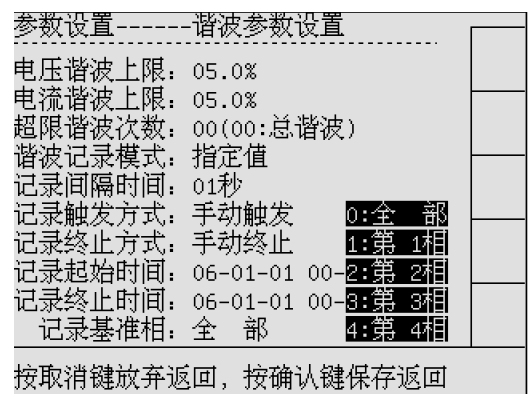 参数设置------谐波参数设置
电压谐波上限: 05.0%
电流谐波上限: 05.0%
超限谐波次数: 00(00:总谐波)
谐波记录模式: 指定值
记录间隔时间: 01秒
记录触发方式: 手动触发 0:全 部
记录终止方式: 手动终止 1:第 1相
记录起始时间: 06-01-01 00-2:第 2相
记录终止时间: 06-01-01 00-3:第 3相
记录基准相: 全 部 4:第 4相
按取消键放弃返回, 按确认键保存返回